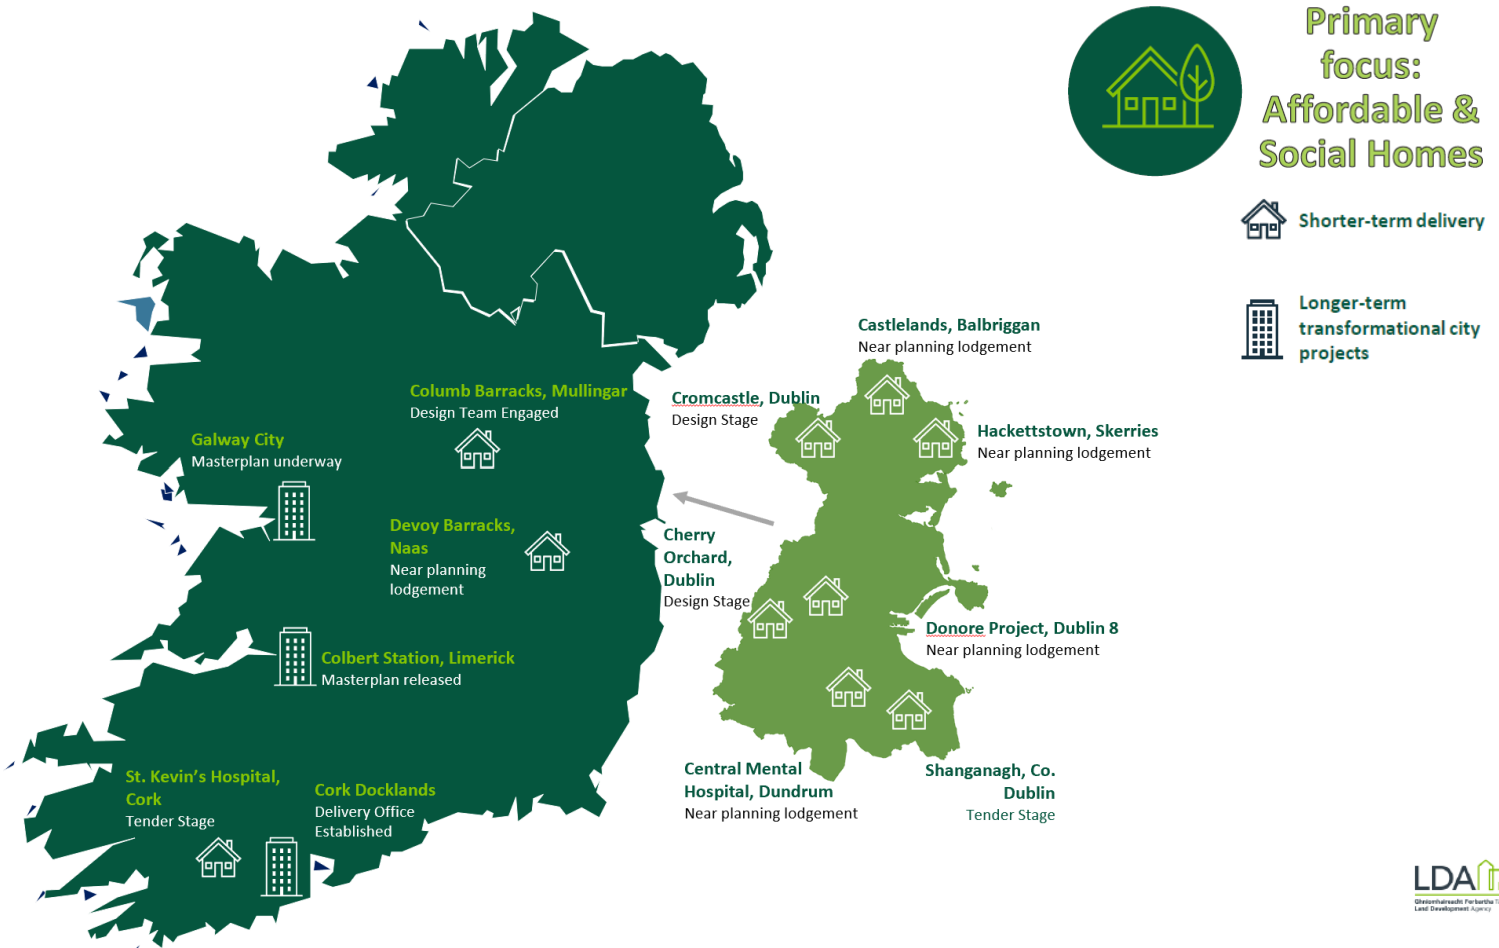 Primary
focus:
Affordable &
Social Homes
Shorter-term delivery
Longer-term
transformational city
projects
Castlelands, Balbriggan
Near planning lodgement
Columb Barracks, Mullingar
Design Team Engaged
Cromcastle, Dublin
Design Stage
Galway City
Masterplan underway
Hackettstown, Skerries
Near planning lodgement
Devoy Barracks,
Naas
Near planning
lodgement
Cherry
Orchard,
Dublin
Design Stage
Donore Project, Dublin 8
Near planning lodgement
Colbert Station, Limerick
Masterplan released
St. Kevin’s Hospital,
Cork
Tender Stage
Cork Docklands
Delivery Office
Established
Central Mental
Hospital, Dundrum
Near planning lodgement
Shanganagh, Co.
Dublin
Tender Stage
LDA
Ghníomhaireacht Forbartha
Land Development Agency